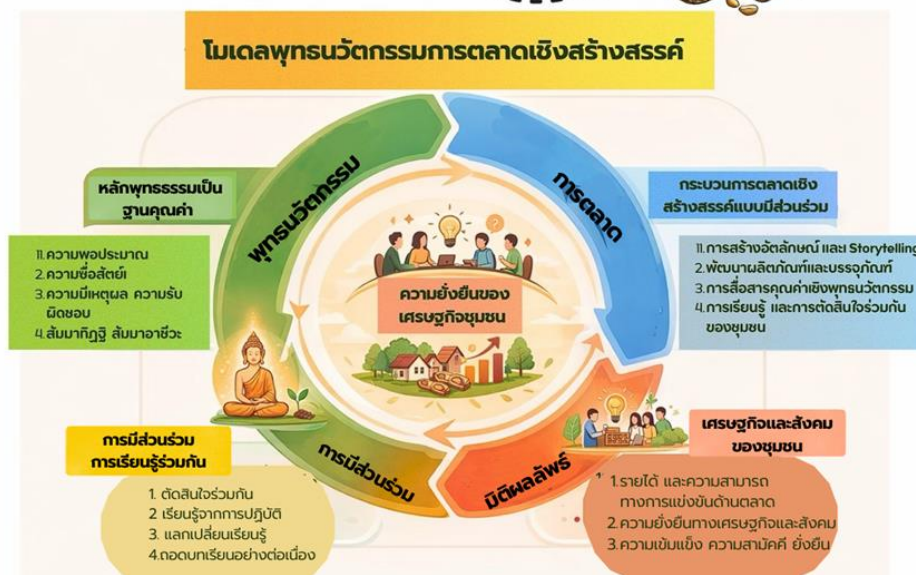 โมเดลพุทธนวัตกรรมการตลาดเชิงสร้างสรรค์
พุทธนวัตกรรม
การตลาด
หลักพุทธธรรมเป็น
ฐานคุณค่า
11.ความพอประมาณ
2.ความซื่อสัตย์เ
3.ความมีเหตุผล ความรับ
ผิดชอบ
4.สัมมาทิฏฐิ สัมมาอาชีวะ
กระบวนการตลาดเชิง
สร้างสรรค์แบบมีส่วนร่วม
11.การสร้างอัตลักษณ์ และ Storytelling
2.พัฒนาผลิตภัณฑ์และบรรจุภัณฑ์
3.การสื่อสารคุณค่าเชิงพุทธนวัตกรรม
4.การเรียนรู้ และการตัดสินใจร่วมกัน
ของชุมชน
ความยั่งยืนของ
เศรษฐกิจชุมชน
การมีส่วนร่วม
การเรียนรู้ร่วมกัน
1. ตัดสินใจร่วมกัน
2 เรียนรู้จากการปฏิบัติ
3. แลกเปลี่ยนเรียนรู้
4.ถอดบทเรียนอย่างต่อเนื่อง
การมีส่วนร่วม
มิติผลลัพธ์
เศรษฐกิจและสังคม
ของชุมชน
1.รายได้ และความสามารถ
ทางการแข่งขันด้านตลาด
2.ความยั่งยืนทางเศรษฐกิจและสังคม
3.ความเข้มแข็ง ความสามัคคี ยั่งยืน